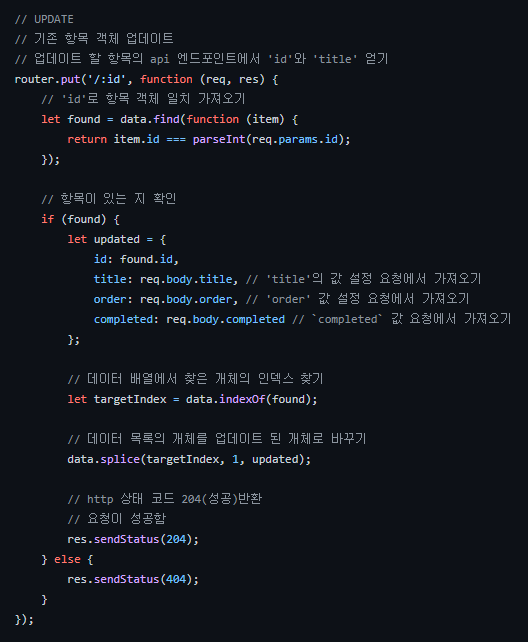 // UPDATE
// 기존 항목 객체 업데이트
// 업데이트 할 항목의 api 엔드포인트에서 'id'와 'title' 얻기
router.put('/:id', function (req, res) {
    // 'id'로 항목 객체 일치 가져오기
    let found = data.find(function (item) {
        return item.id === parseInt(req.params.id);
    });

    // 항목이 있는 지 확인
    if (found) {
        let updated = {
            id: found.id,
            title: req.body.title, // 'title'의 값 설정 요청에서 가져오기
            order: req.body.order, // 'order' 값 설정 요청에서 가져오기
            completed: req.body.completed // `completed` 값 요청에서 가져오기
        };

        // 데이터 배열에서 찾은 개체의 인덱스 찾기
        let targetIndex = data.indexOf(found);

        // 데이터 목록의 개체를 업데이트 된 개체로 바꾸기
        data.splice(targetIndex, 1, updated);

        // http 상태 코드 204(성공)반환
        // 요청이 성공함
        res.sendStatus(204);
    } else {
        res.sendStatus(404);
    }
});